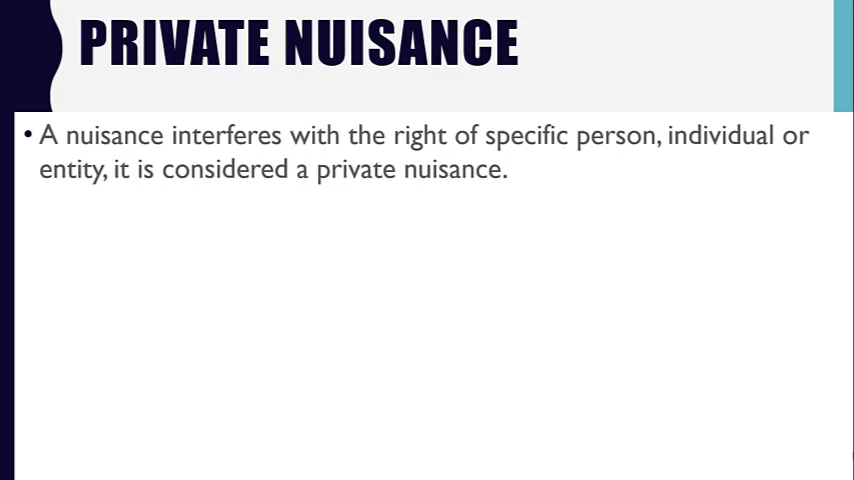 PRIVATE NUISANCE
• A nuisance interferes with the right of specific person, individual or
entity, it is considered a private nuisance.